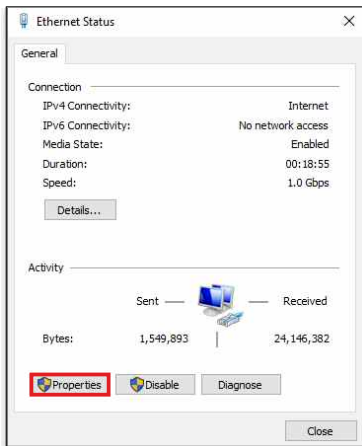 Ethernet Status
General
Connection
IPv4 Connectivity: Internet
IPv6 Connectivity: No network access
Media State: Enabled
Duration: 00:18:55
Speed: 1.0 Gbps
Details...
Activity
Sent — Received
Bytes: 1,549,893 24,146,382
Properties Disable Diagnose
Close